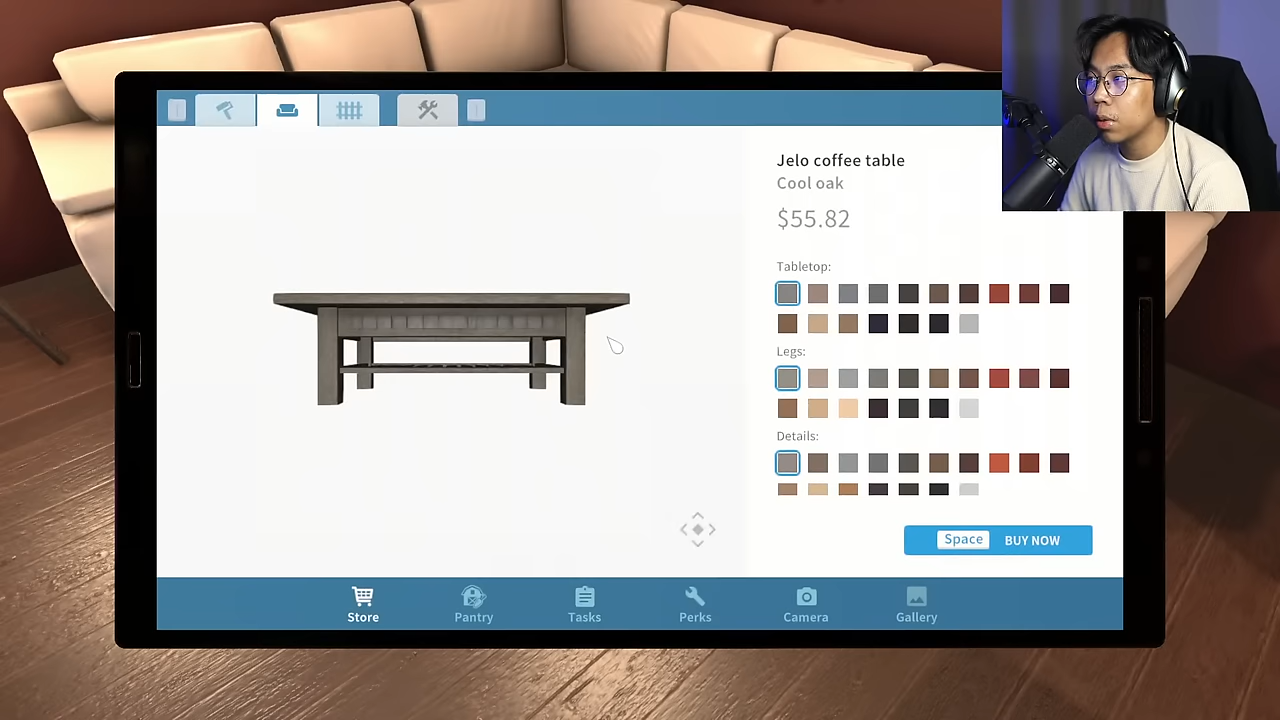 Jelo coffee table
Cool oak
$55.82
Tabletop:
Legs:
Details:
Space BUY NOW
Store Pantry Tasks Perks Camera Gallery